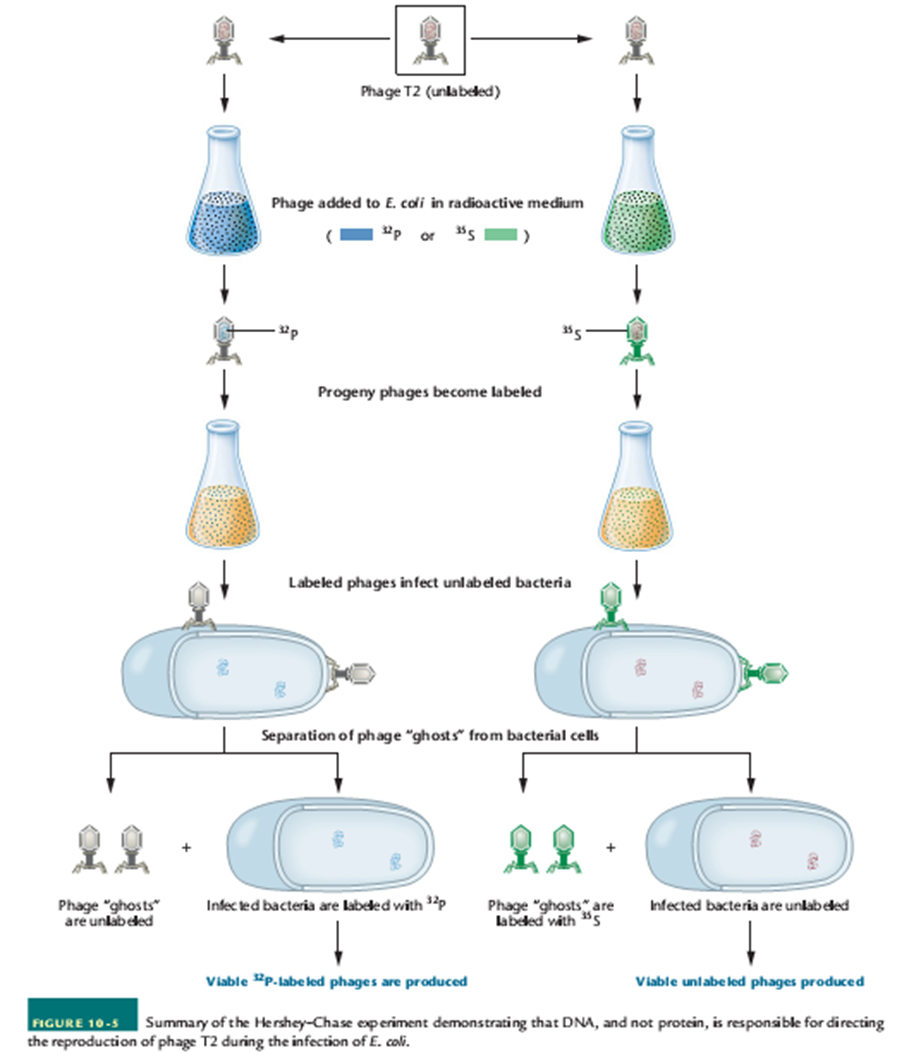 Phage T2 (unlabeled)
Phage added to E. coli in radioactive medium
( ³²P or ³⁵S )
³²P
³⁵S
Progeny phages become labeled
Labeled phages infect unlabeled bacteria
Separation of phage “ghosts” from bacterial cells
+
+
Phage “ghosts”
are unlabeled
Infected bacteria are labeled with ³²P
Phage “ghosts” are
labeled with ³⁵S
Infected bacteria are unlabeled
Viable ³²P-labeled phages are produced
Viable unlabeled phages produced
FIGURE 10-5 Summary of the Hershey–Chase experiment demonstrating that DNA, and not protein, is responsible for directing
the reproduction of phage T2 during the infection of E. coli.